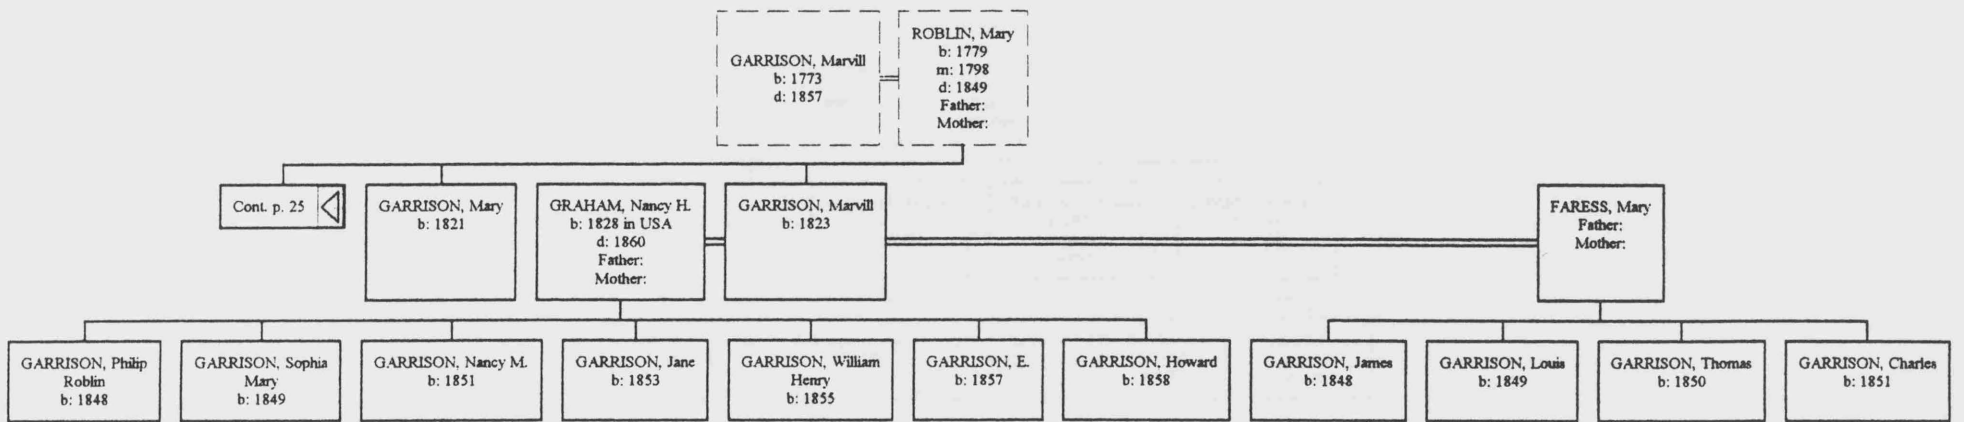 GARRISON, Marvill
b: 1773
d: 1857
ROBLIN, Mary
b: 1779
m: 1798
d: 1849
Father:
Mother:
Cont. p. 25
GARRISON, Mary
b: 1821
GRAHAM, Nancy H.
b: 1828 in USA
d: 1860
Father:
Mother:
GARRISON, Marvill
b: 1823
FARESS, Mary
Father:
Mother:
GARRISON, Philip
Roblin
b: 1848
GARRISON, Sophia
Mary
b: 1849
GARRISON, Nancy M.
b: 1851
GARRISON, Jane
b: 1853
GARRISON, William
Henry
b: 1855
GARRISON, E.
b: 1857
GARRISON, Howard
b: 1858
GARRISON, James
b: 1848
GARRISON, Louis
b: 1849
GARRISON, Thomas
b: 1850
GARRISON, Charles
b: 1851